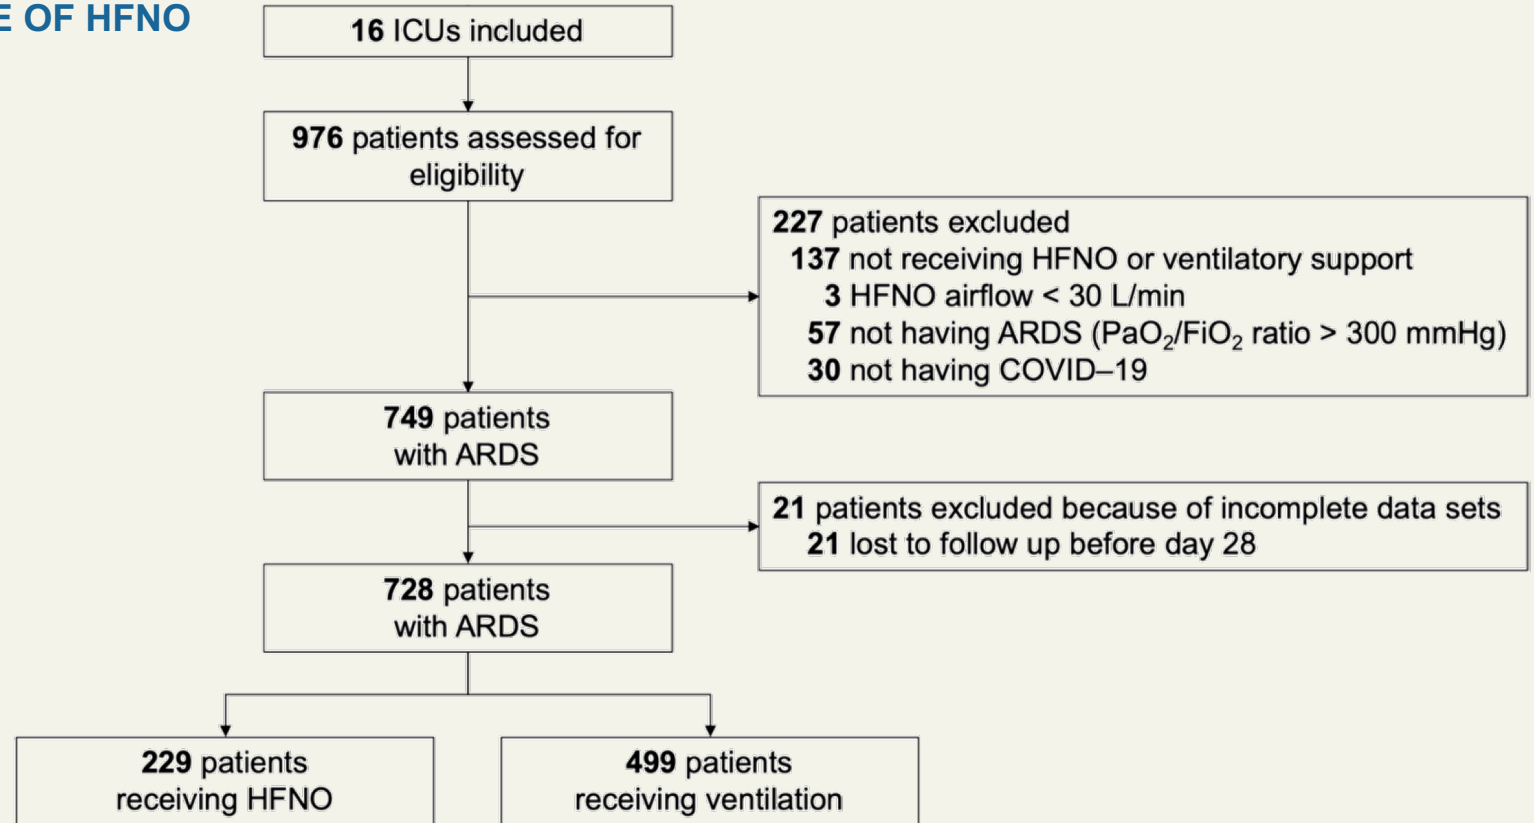 E OF HFNO
16 ICUs included
976 patients assessed for
eligibility
227 patients excluded
137 not receiving HFNO or ventilatory support
3 HFNO airflow < 30 L/min
57 not having ARDS (PaO₂/FiO₂ ratio > 300 mmHg)
30 not having COVID–19
749 patients
with ARDS
21 patients excluded because of incomplete data sets
21 lost to follow up before day 28
728 patients
with ARDS
229 patients
receiving HFNO
499 patients
receiving ventilation